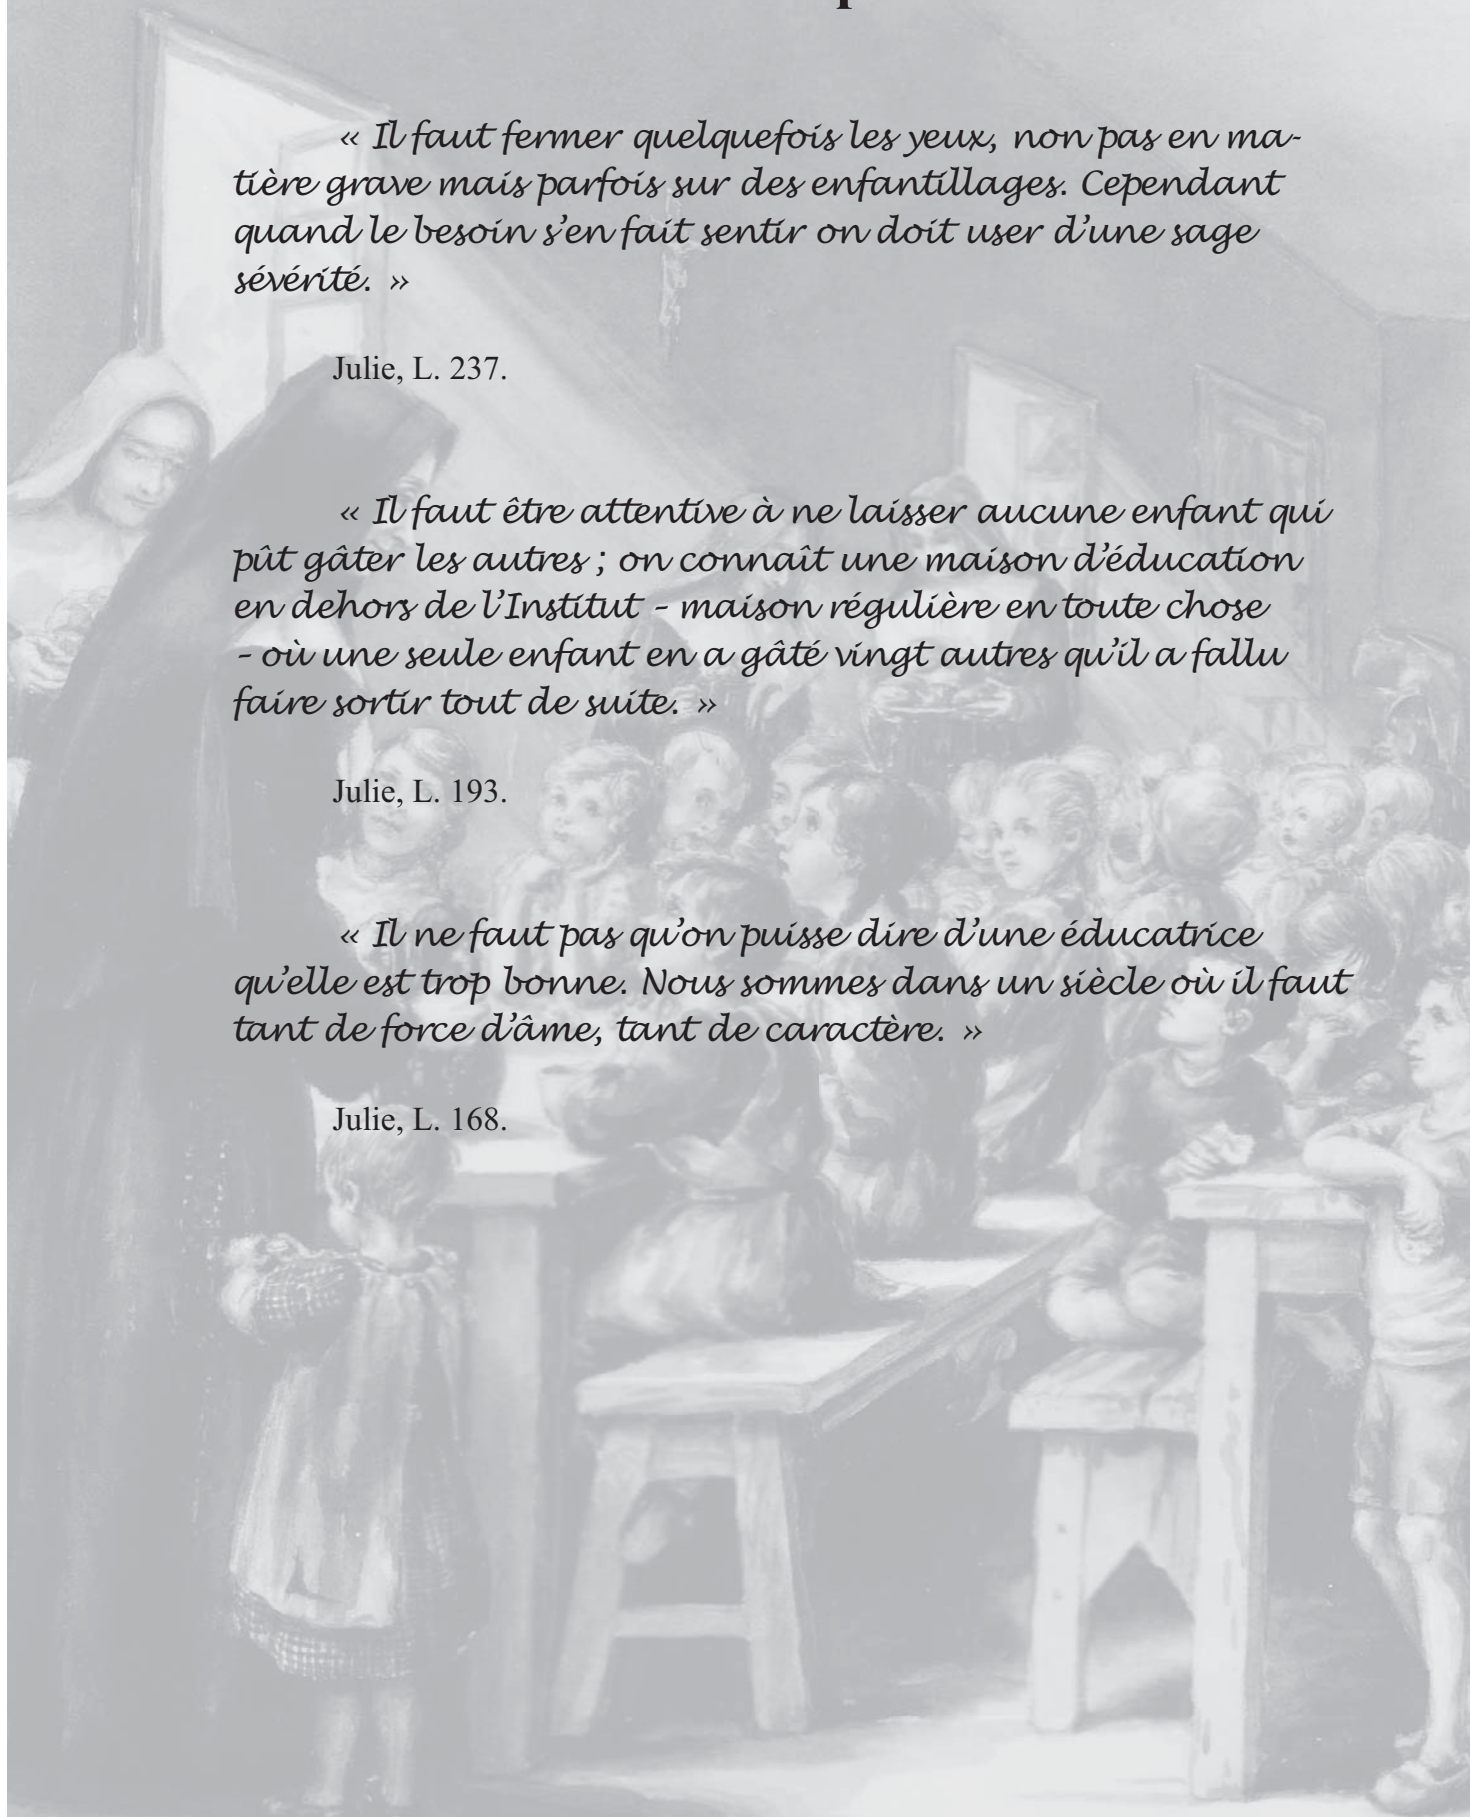 « Il faut fermer quelquefois les yeux, non pas en ma-
tière grave mais parfois sur des enfantillages. Cependant
quand le besoin s’en fait sentir on doit user d’une sage
sévérité. »
Julie, L. 237.
« Il faut être attentive à ne laisser aucune enfant qui
pût gâter les autres ; on connaît une maison d’éducation
en dehors de l’Institut – maison régulière en toute chose
– où une seule enfant en a gâté vingt autres qu’il a fallu
faire sortir tout de suite. »
Julie, L. 193.
« Il ne faut pas qu’on puisse dire d’une éducatrice
qu’elle est trop bonne. Nous sommes dans un siècle où il faut
tant de force d’âme, tant de caractère. »
Julie, L. 168.